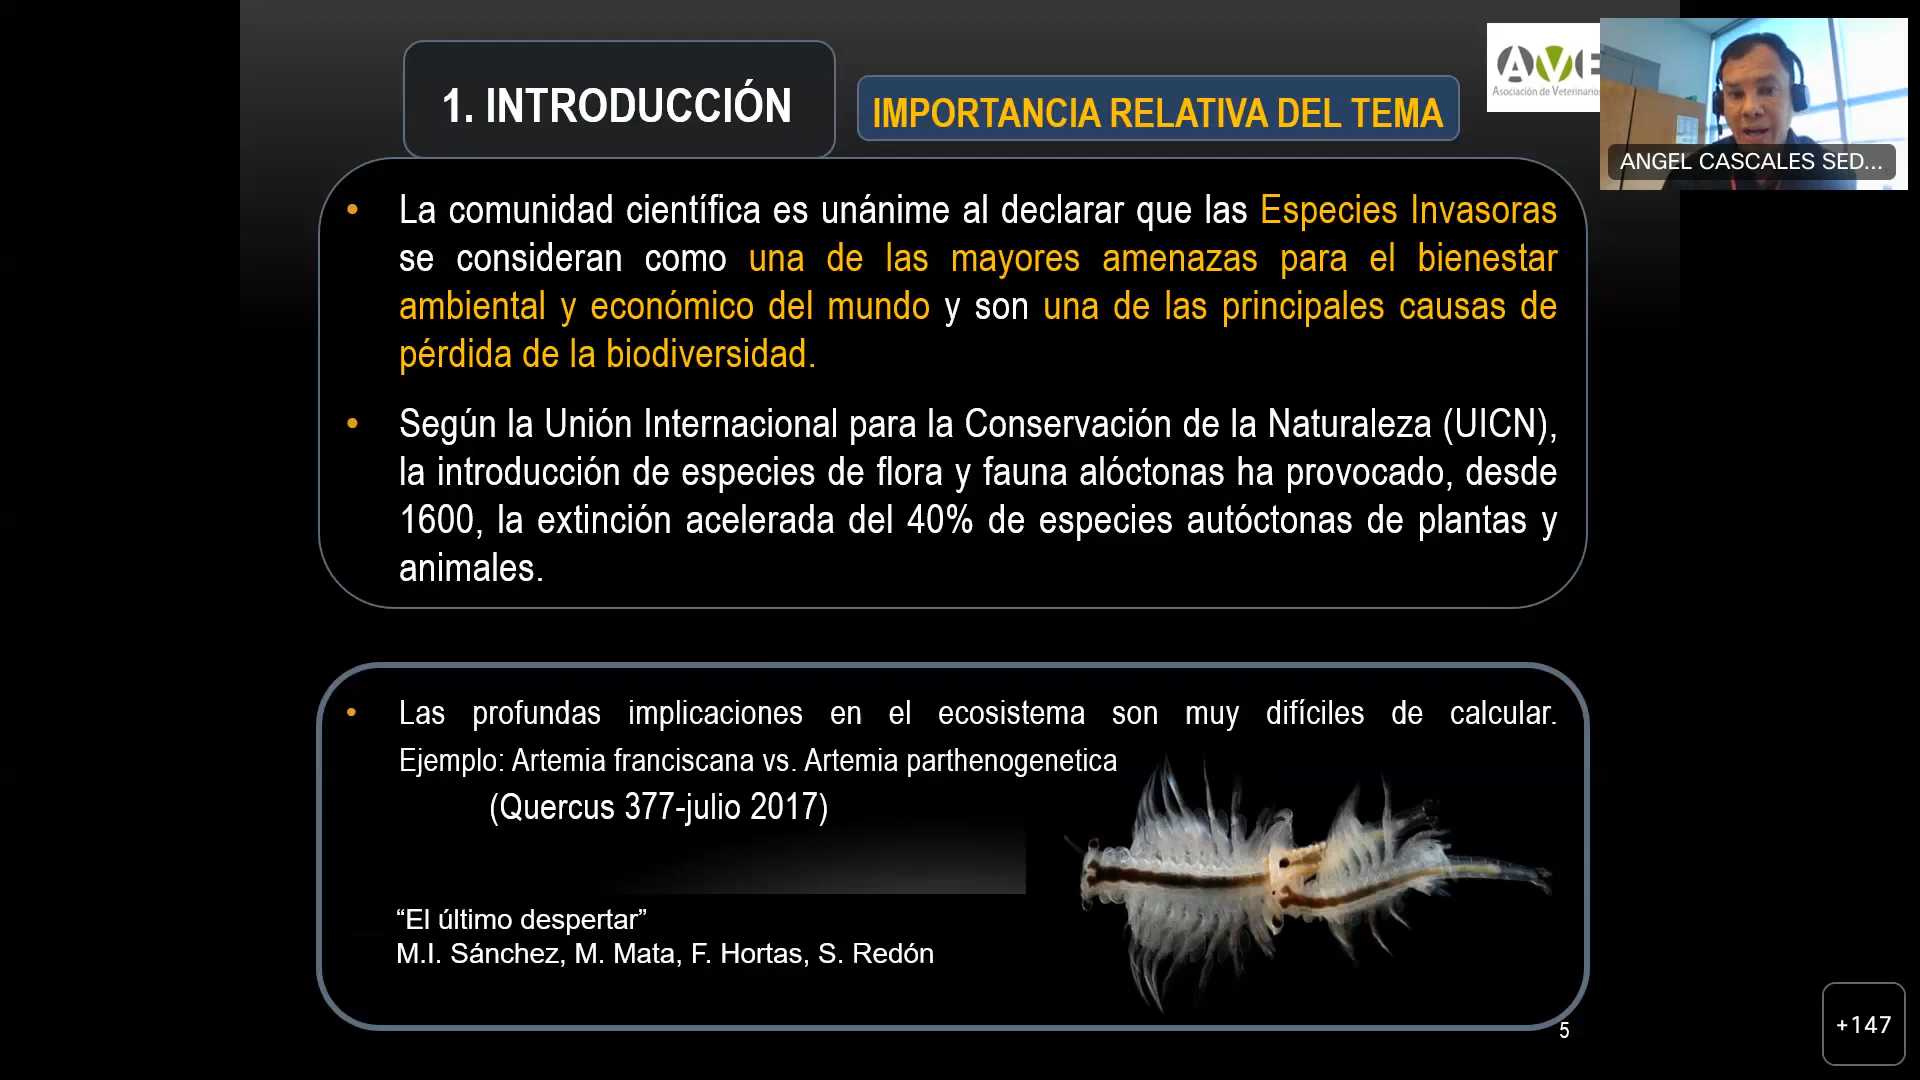 1. INTRODUCCIÓN
IMPORTANCIA RELATIVA DEL TEMA
AVE
Asociación de Veterinarios
ANGEL CASCALES SED...
• La comunidad científica es unánime al declarar que las Especies Invasoras
se consideran como una de las mayores amenazas para el bienestar
ambiental y económico del mundo y son una de las principales causas de
pérdida de la biodiversidad.
• Según la Unión Internacional para la Conservación de la Naturaleza (UICN),
la introducción de especies de flora y fauna alóctonas ha provocado, desde
1600, la extinción acelerada del 40% de especies autóctonas de plantas y
animales.
• Las profundas implicaciones en el ecosistema son muy difíciles de calcular.
Ejemplo: Artemia franciscana vs. Artemia parthenogenetica
(Quercus 377-julio 2017)
“El último despertar”
M.I. Sánchez, M. Mata, F. Hortas, S. Redón
5
+147